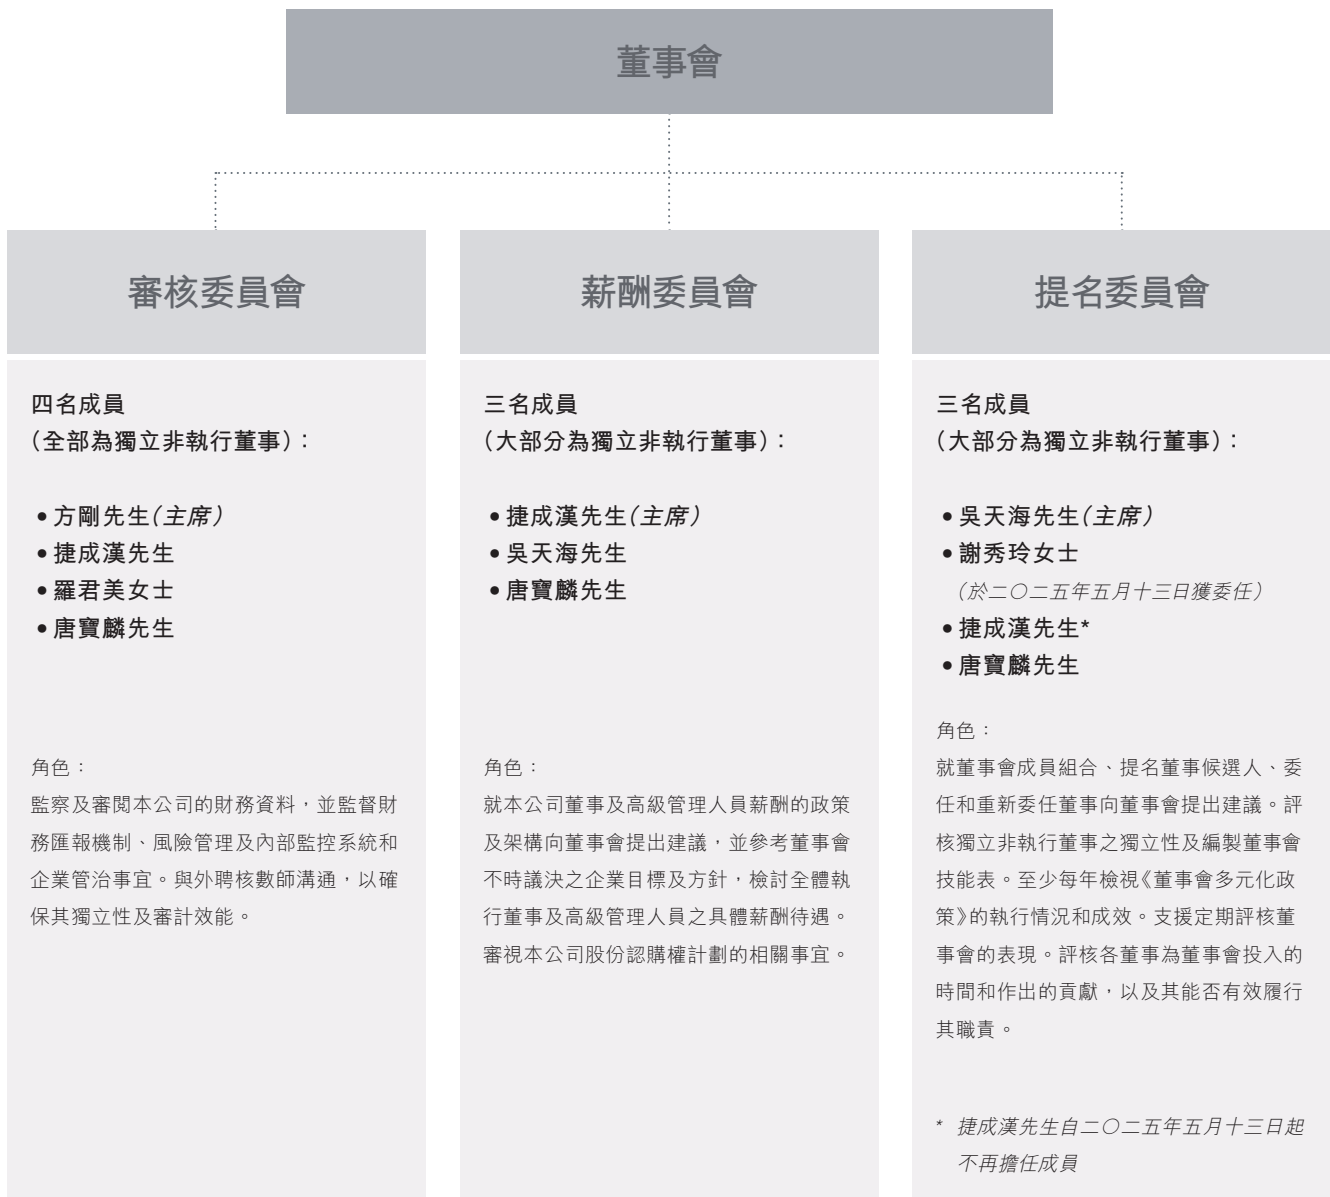 董事會
審核委員會
四名成員
（全部為獨立非執行董事）：
•方剛先生（主席）
•捷成漢先生
•羅君美女士
•唐寶麟先生
角色：
監察及審閱本公司的財務資料，並監督財
務匯報機制、風險管理及內部監控系統和
企業管治事宜。與外聘核數師溝通，以確
保其獨立性及審計效能。
薪酬委員會
三名成員
（大部分為獨立非執行董事）：
•捷成漢先生（主席）
•吳天海先生
•唐寶麟先生
角色：
就本公司董事及高級管理人員薪酬的政策
及架構向董事會提出建議，並參考董事會
不時議決之企業目標及方針，檢討全體執
行董事及高級管理人員之具體薪酬待遇。
審視本公司股份認購權計劃的相關事宜。
提名委員會
三名成員
（大部分為獨立非執行董事）：
•吳天海先生（主席）
•謝秀玲女士
（於二〇二五年五月十三日獲委任）
•捷成漢先生*
•唐寶麟先生
角色：
就董事會成員組合、提名董事候選人、委
任和重新委任董事向董事會提出建議。評
核獨立非執行董事之獨立性及編製董事會
技能表。至少每年檢視《董事會多元化政
策》的執行情況和成效。支援定期評核董
事會的表現。評核各董事為董事會投入的
時間和作出的貢獻，以及其能否有效履行
其職責。
* 捷成漢先生自二〇二五年五月十三日起
不再擔任成員